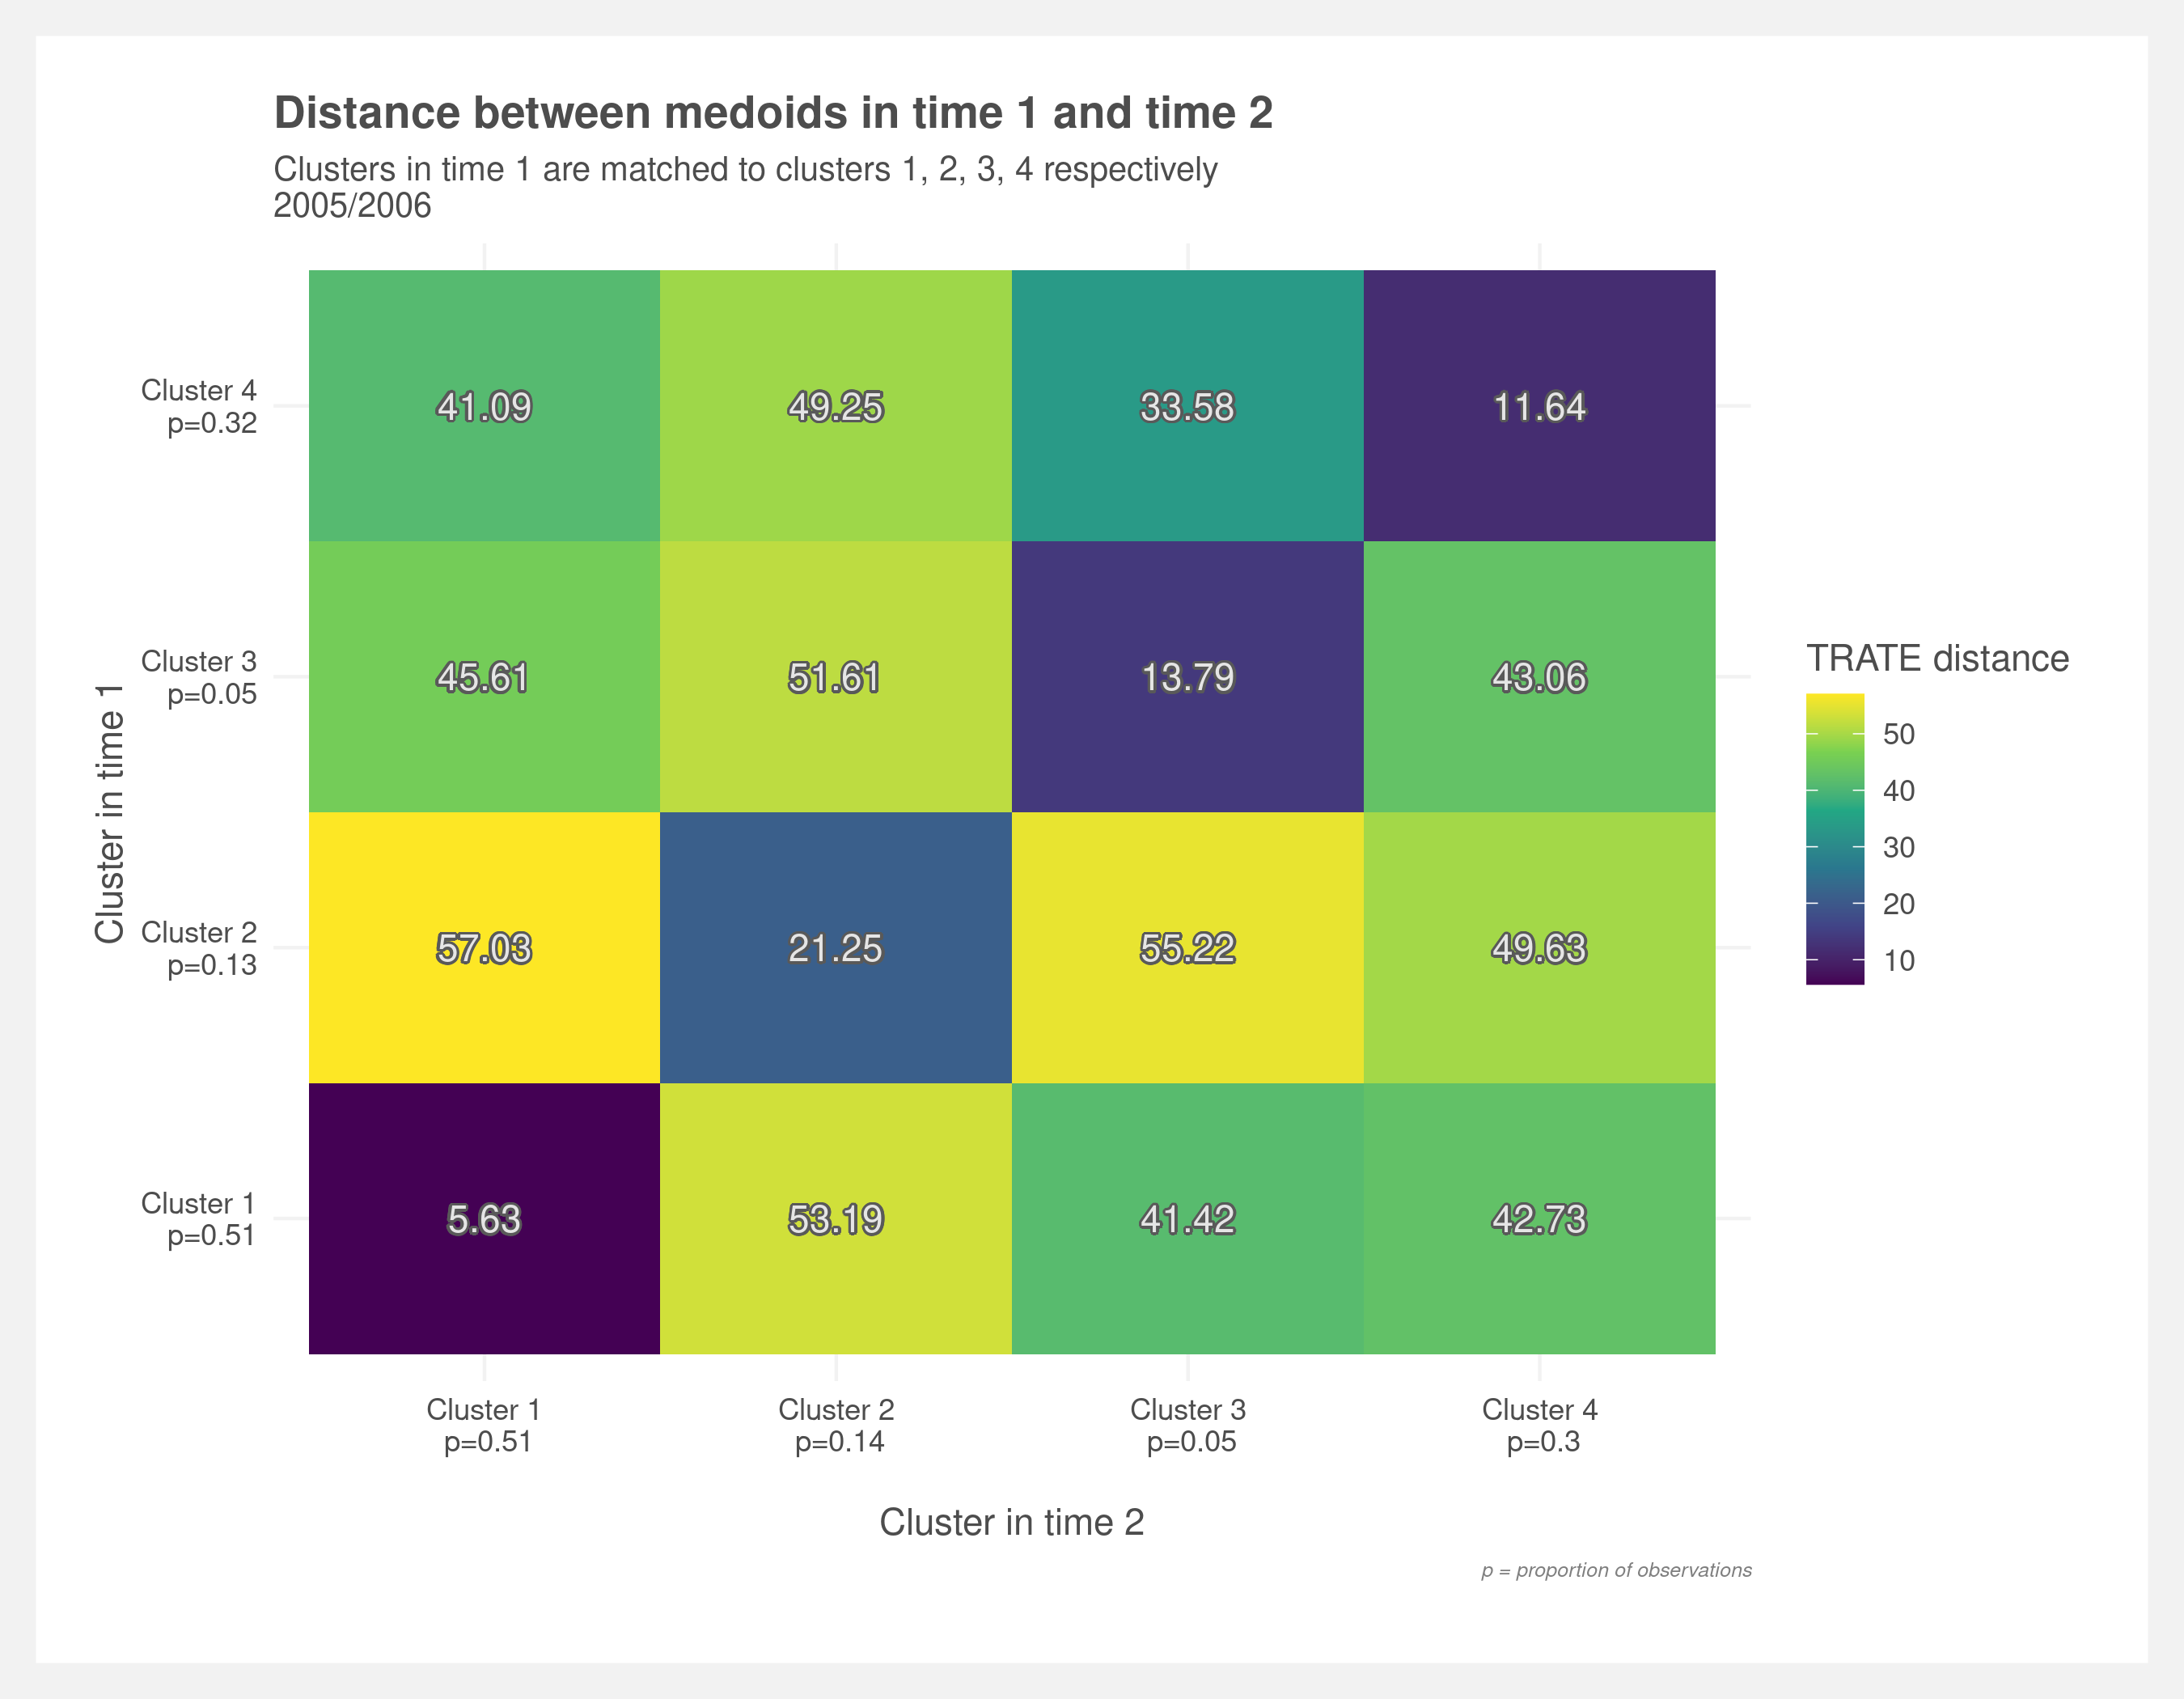 Distance between medoids in time 1 and time 2
Clusters in time 1 are matched to clusters 1, 2, 3, 4 respectively
2005/2006
Cluster in time 1
Cluster 4
p=0.32
41.09 49.25 33.58 11.64
Cluster 3
p=0.05
45.61 51.61 13.79 43.06
Cluster 2
p=0.13
57.03 21.25 55.22 49.63
Cluster 1
p=0.51
5.63 53.19 41.42 42.73
Cluster 1 Cluster 2 Cluster 3 Cluster 4
p=0.51 p=0.14 p=0.05 p=0.3
Cluster in time 2
TRATE distance
50
40
30
20
10
p = proportion of observations